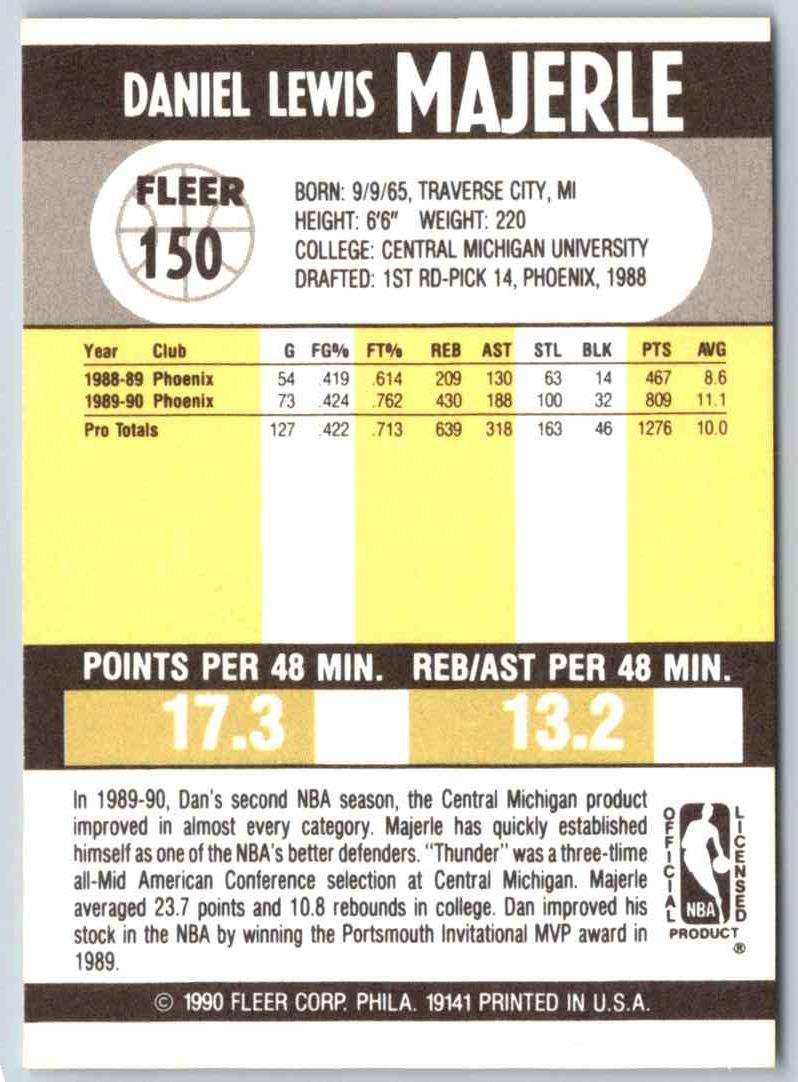 DANIEL LEWIS MAJERLE
FLEER
150
BORN: 9/9/65, TRAVERSE CITY, MI
HEIGHT: 6'6" WEIGHT: 220
COLLEGE: CENTRAL MICHIGAN UNIVERSITY
DRAFTED: 1ST RD-PICK 14, PHOENIX, 1988
Year Club G FG% FT% REB AST STL BLK PTS AVG
1988-89 Phoenix 54 .419 .614 209 130 63 14 467 8.6
1989-90 Phoenix 73 .424 .762 430 188 100 32 809 11.1
Pro Totals 127 .422 .713 639 318 163 46 1276 10.0
POINTS PER 48 MIN. REB/AST PER 48 MIN.
17.3 13.2
In 1989-90, Dan's second NBA season, the Central Michigan product
improved in almost every category. Majerle has quickly established
himself as one of the NBA's better defenders. "Thunder" was a three-tlime
all-Mid American Conference selection at Central Michigan. Majerle
averaged 23.7 points and 10.8 rebounds in college. Dan improved his
stock in the NBA by winning the Portsmouth Invitational MVP award in
1989.
OFFICIAL
LICENSED
NBA
PRODUCT
®
© 1990 FLEER CORP. PHILA. 19141 PRINTED IN U.S.A.